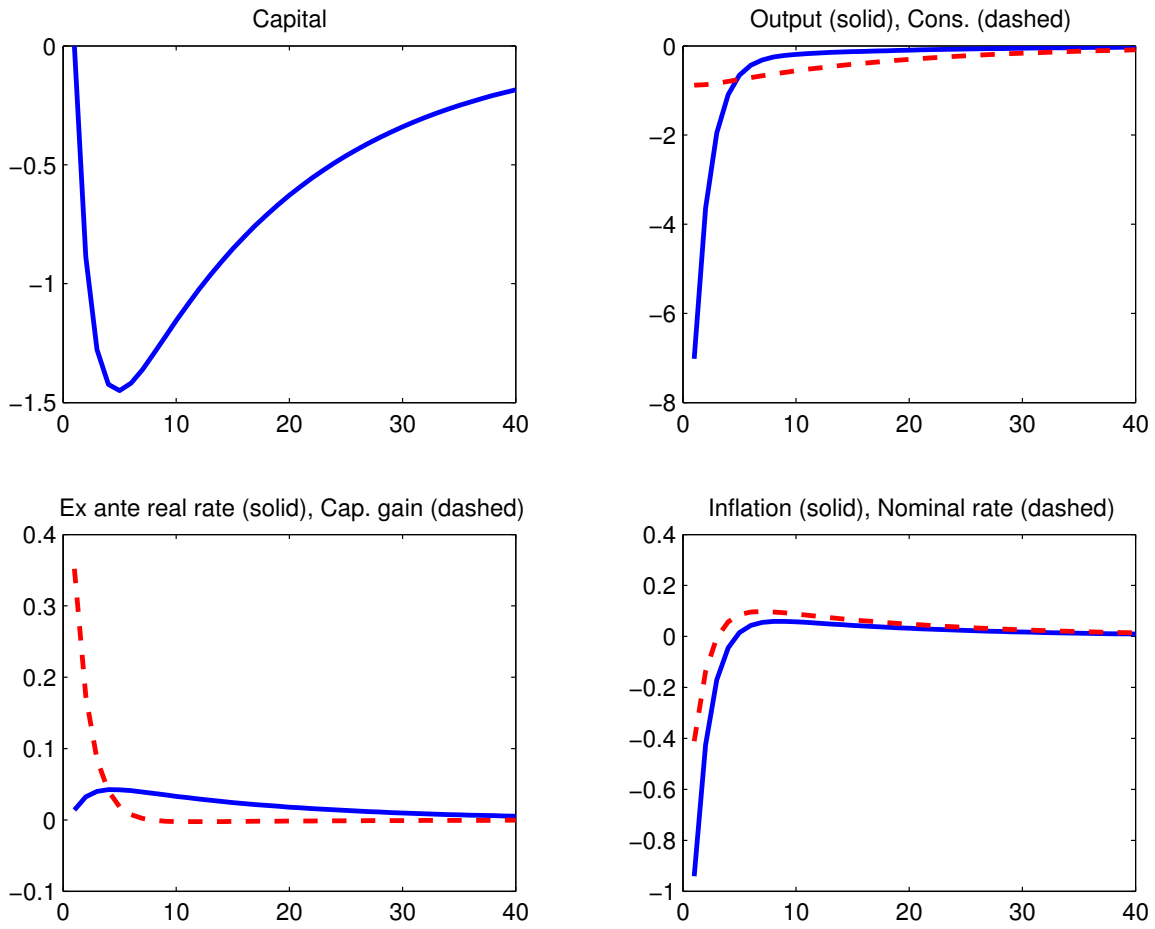 Capital
0
−0.5
−1
−1.5
0 10 20 30 40
Output (solid), Cons. (dashed)
0
−2
−4
−6
−8
0 10 20 30 40
Ex ante real rate (solid), Cap. gain (dashed)
0.4
0.3
0.2
0.1
0
−0.1
0 10 20 30 40
Inflation (solid), Nominal rate (dashed)
0.4
0.2
0
−0.2
−0.4
−0.6
−0.8
−1
0 10 20 30 40